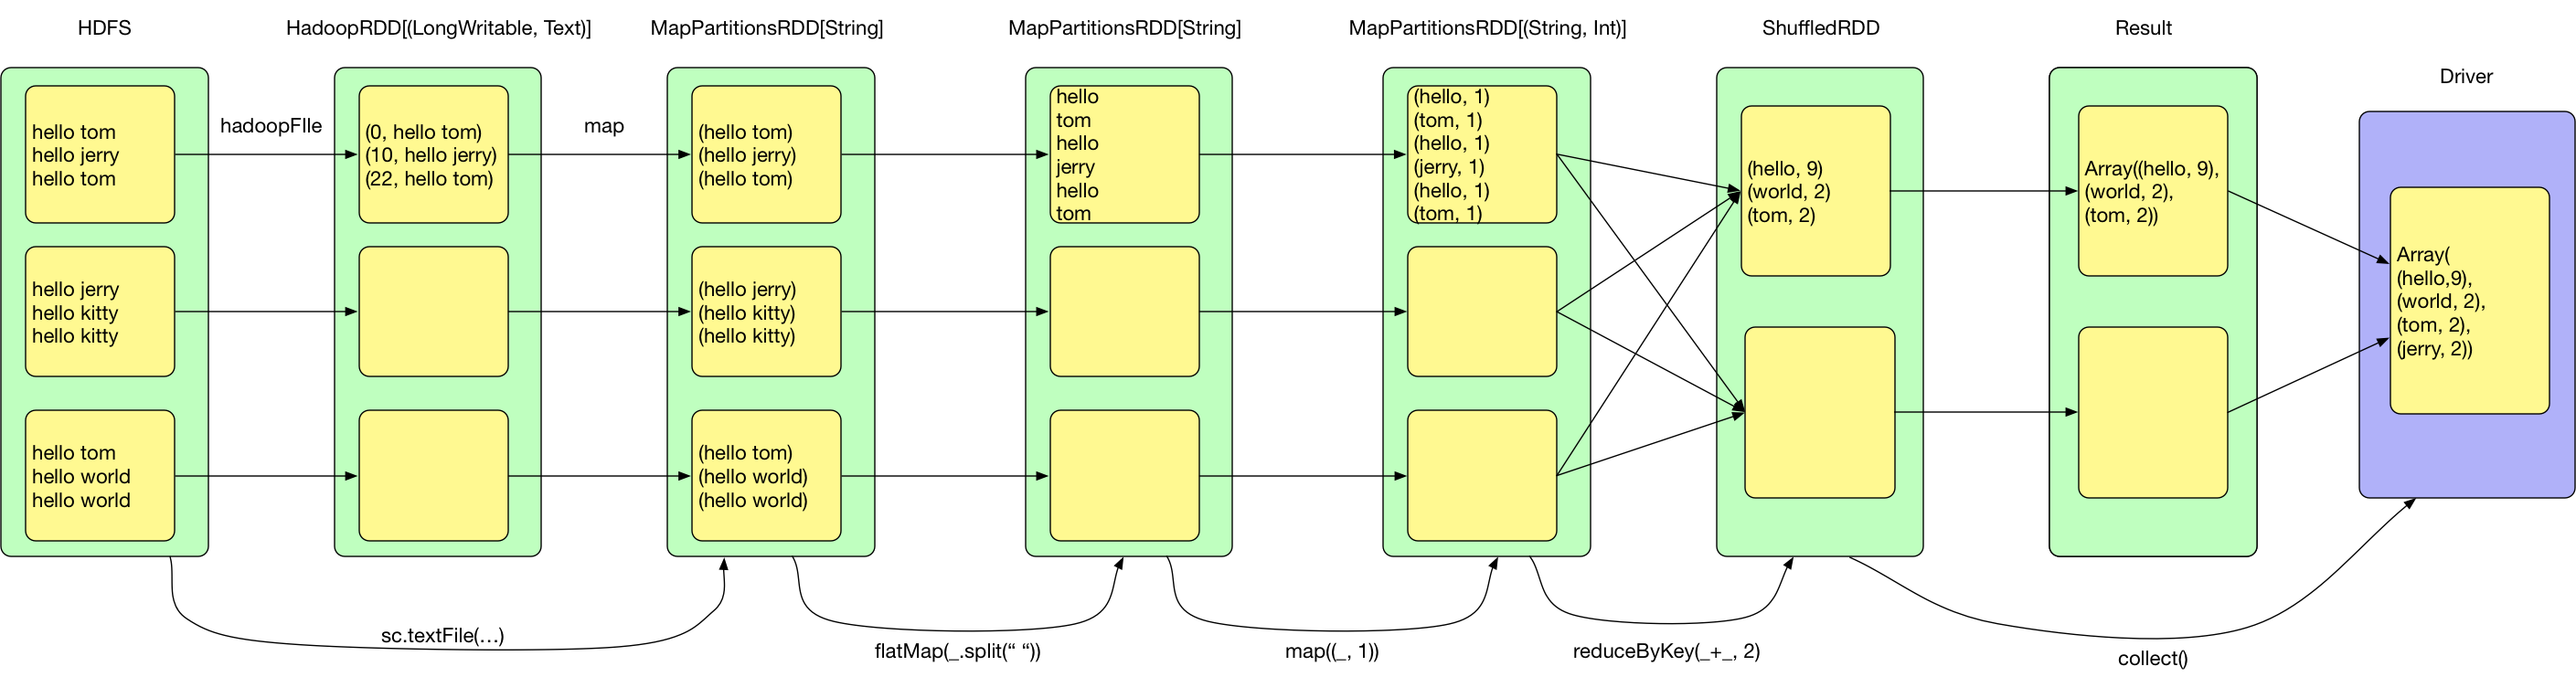 HDFS
HadoopRDD[(LongWritable, Text)]
MapPartitionsRDD[String]
MapPartitionsRDD[String]
MapPartitionsRDD[(String, Int)]
ShuffledRDD
Result
Driver
hello tom
hello jerry
hello tom
hello jerry
hello kitty
hello kitty
hello tom
hello world
hello world
hadoopFIle
(0, hello tom)
(10, hello jerry)
(22, hello tom)
map
(hello tom)
(hello jerry)
(hello tom)
(hello jerry)
(hello kitty)
(hello kitty)
(hello tom)
(hello world)
(hello world)
hello
tom
hello
jerry
hello
tom
(hello, 1)
(tom, 1)
(hello, 1)
(jerry, 1)
(hello, 1)
(tom, 1)
(hello, 9)
(world, 2)
(tom, 2)
Array((hello, 9),
(world, 2),
(tom, 2))
Array(
(hello,9),
(world, 2),
(tom, 2),
(jerry, 2))
sc.textFile(…)
flatMap(_.split(“ “))
map((_, 1))
reduceByKey(_+_, 2)
collect()